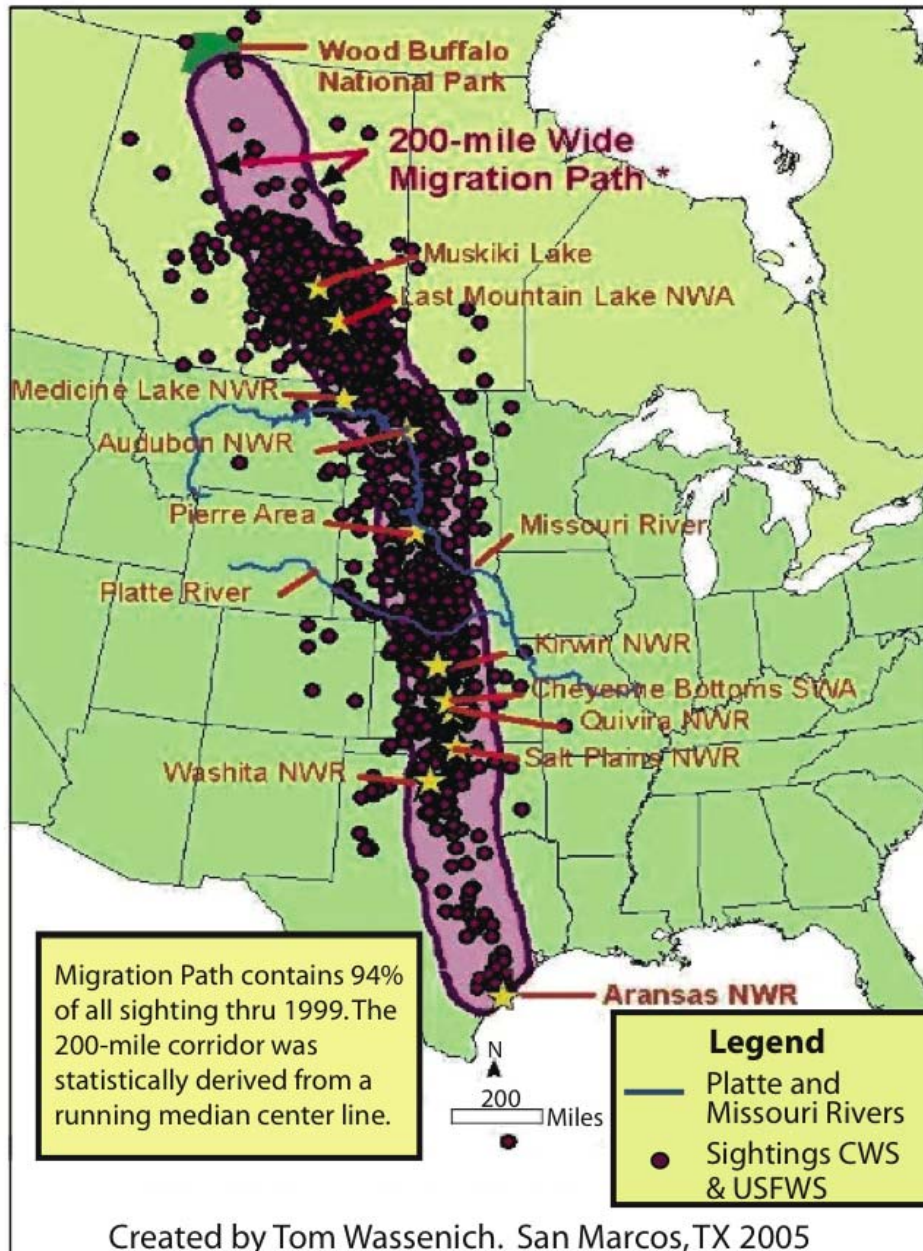 Wood Buffalo
National Park
200-mile Wide
Migration Path *
Muskiki Lake
Last Mountain Lake NWA
Medicine Lake NWR
Audubon NWR
Pierre Area
Missouri River
Platte River
Kirwin NWR
Cheyenne Bottoms SWA
Quivira NWR
Salt Plains NWR
Washita NWR
Aransas NWR
Migration Path contains 94%
of all sighting thru 1999. The
200-mile corridor was
statistically derived from a
running median center line.
N
200
Miles
Legend
Platte and
Missouri Rivers
Sightings CWS
& USFWS
Created by Tom Wassenich. San Marcos, TX 2005